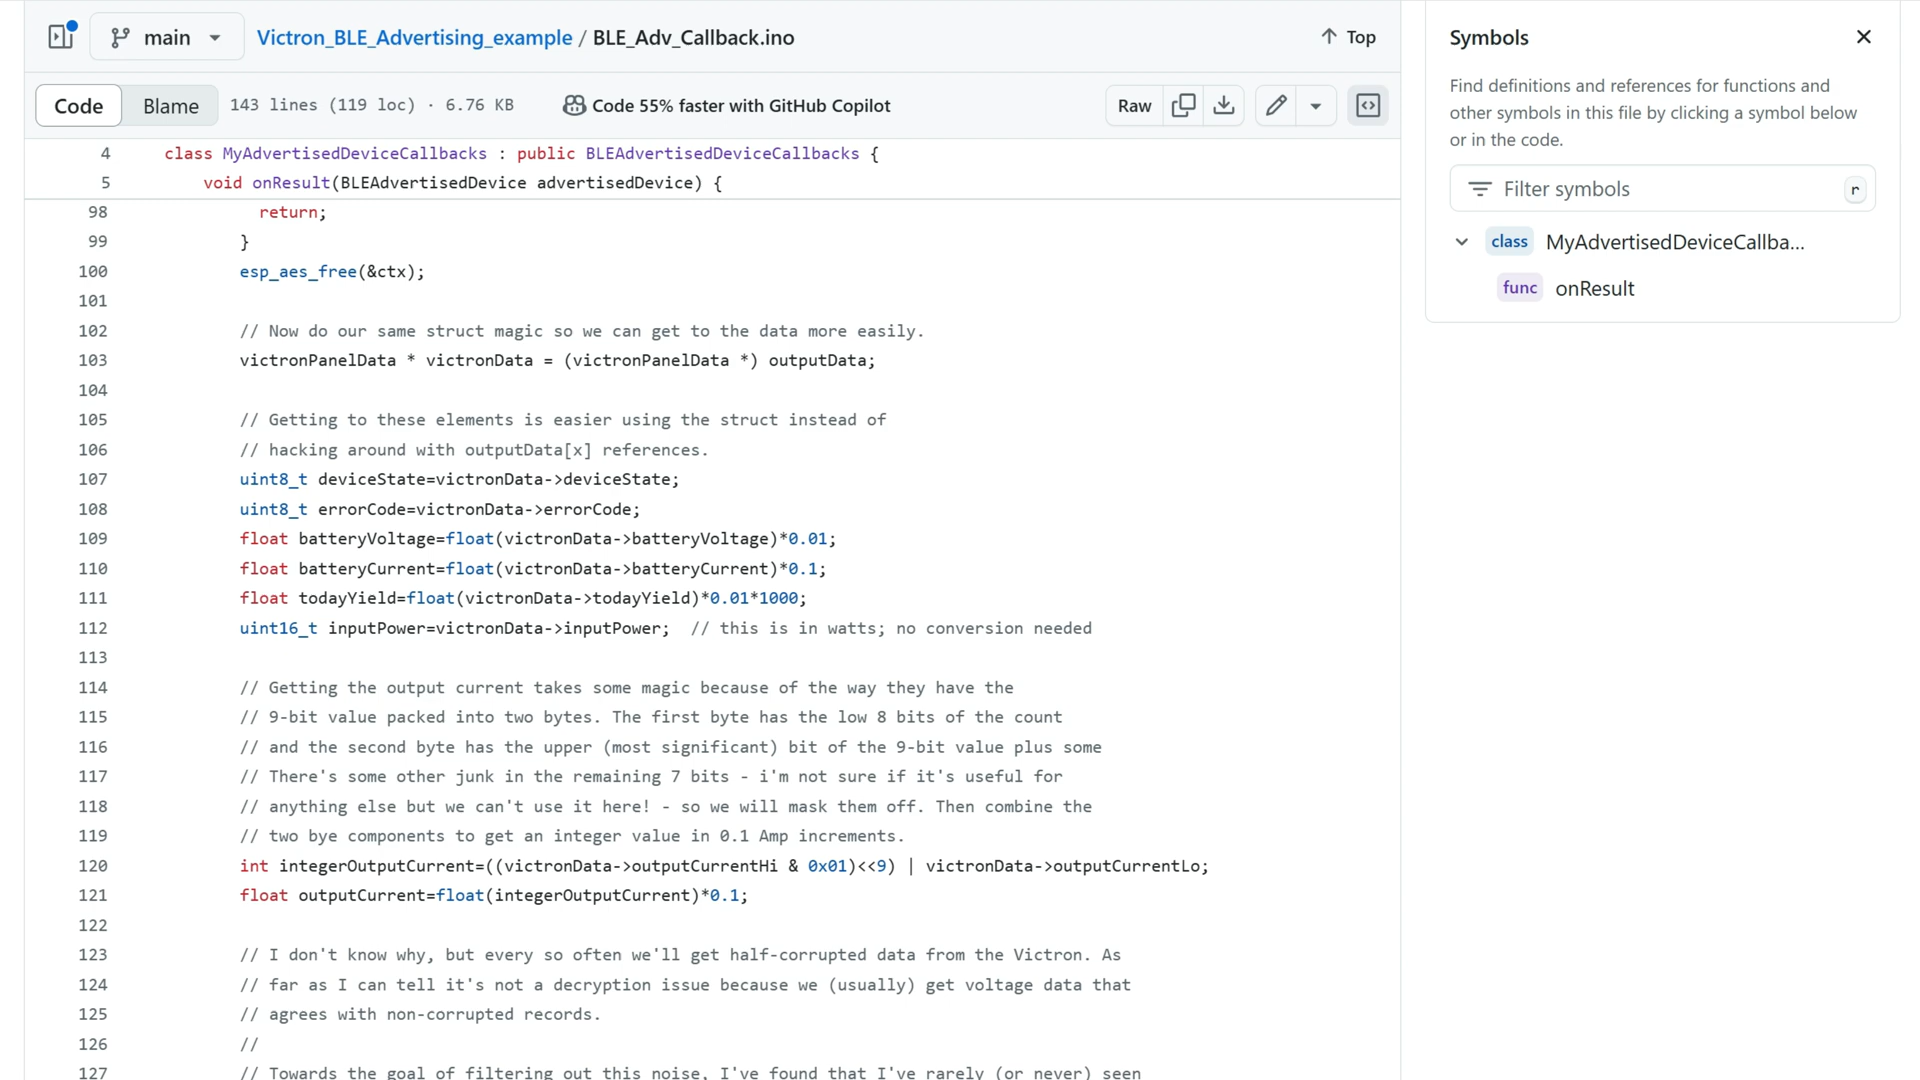 main
Victron_BLE_Advertising_example / BLE_Adv_Callback.ino
Top
Code
Blame
143 lines (119 loc) · 6.76 KB
Code 55% faster with GitHub Copilot
Raw
4 class MyAdvertisedDeviceCallbacks : public BLEAdvertisedDeviceCallbacks {
5 void onResult(BLEAdvertisedDevice advertisedDevice) {
98 return;
99 }
100 esp_aes_free(&ctx);
101
102 // Now do our same struct magic so we can get to the data more easily.
103 victronPanelData * victronData = (victronPanelData *) outputData;
104
105 // Getting to these elements is easier using the struct instead of
106 // hacking around with outputData[x] references.
107 uint8_t deviceState=victronData->deviceState;
108 uint8_t errorCode=victronData->errorCode;
109 float batteryVoltage=float(victronData->batteryVoltage)*0.01;
110 float batteryCurrent=float(victronData->batteryCurrent)*0.1;
111 float todayYield=float(victronData->todayYield)*0.01*1000;
112 uint16_t inputPower=victronData->inputPower;  // this is in watts; no conversion needed
113
114 // Getting the output current takes some magic because of the way they have the
115 // 9-bit value packed into two bytes. The first byte has the low 8 bits of the count
116 // and the second byte has the upper (most significant) bit of the 9-bit value plus some
117 // There's some other junk in the remaining 7 bits - i'm not sure if it's useful for
118 // anything else but we can't use it here! - so we will mask them off. Then combine the
119 // two bye components to get an integer value in 0.1 Amp increments.
120 int integerOutputCurrent=((victronData->outputCurrentHi & 0x01)<<9) | victronData->outputCurrentLo;
121 float outputCurrent=float(integerOutputCurrent)*0.1;
122
123 // I don't know why, but every so often we'll get half-corrupted data from the Victron. As
124 // far as I can tell it's not a decryption issue because we (usually) get voltage data that
125 // agrees with non-corrupted records.
126 //
127 // Towards the goal of filtering out this noise, I've found that I've rarely (or never) seen
Symbols
Find definitions and references for functions and
other symbols in this file by clicking a symbol below
or in the code.
Filter symbols
r
class MyAdvertisedDeviceCallba...
func onResult